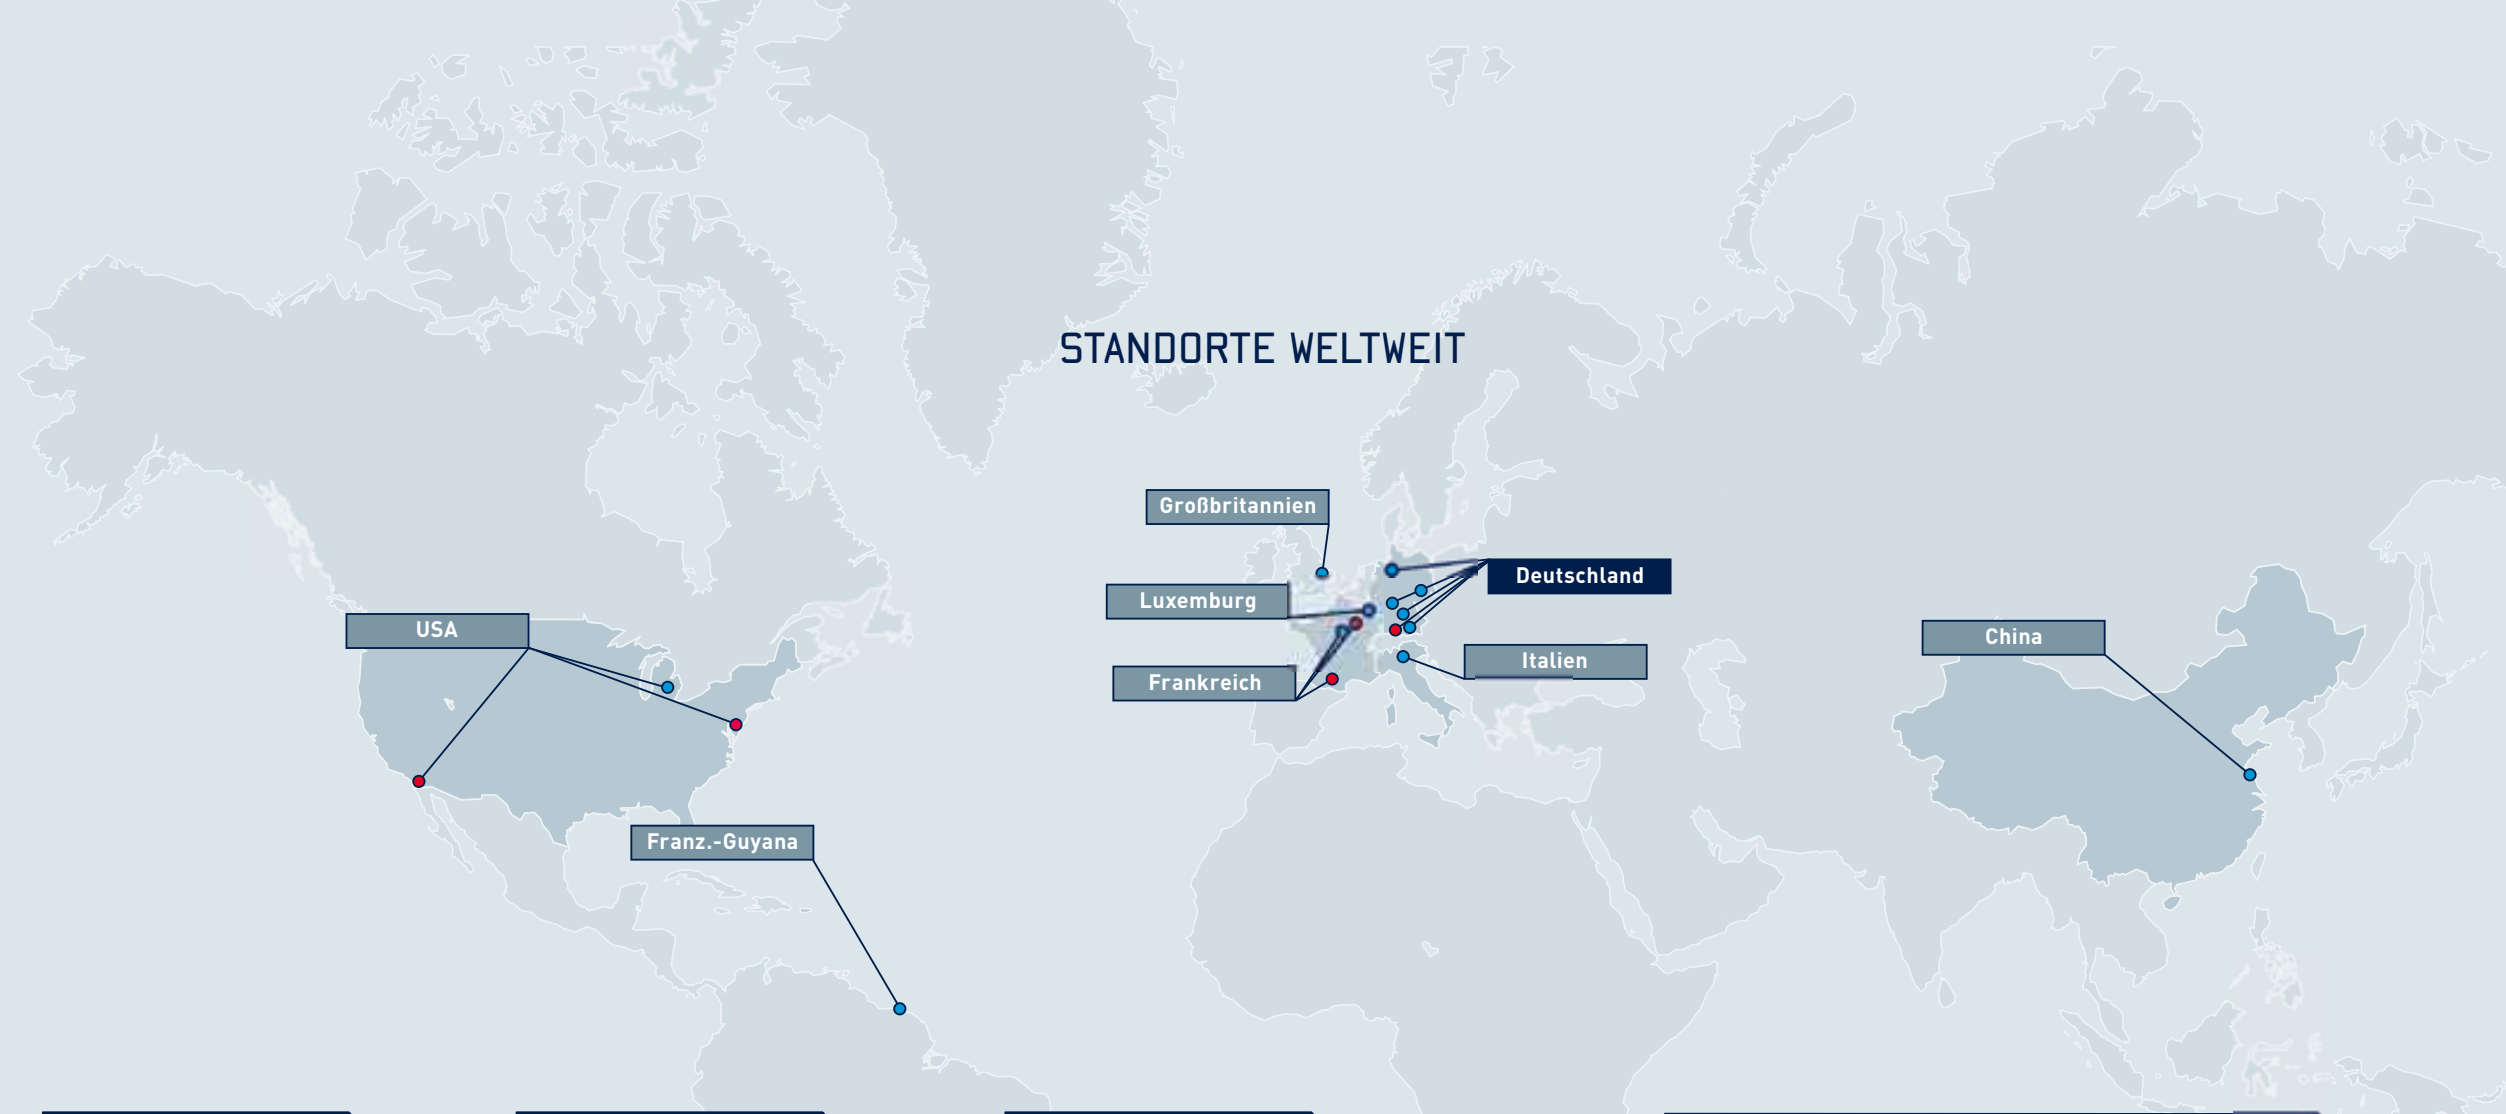 STANDORTE WELTWEIT
Großbritannien
Deutschland
Luxemburg
USA
China
Italien
Frankreich
Franz.-Guyana